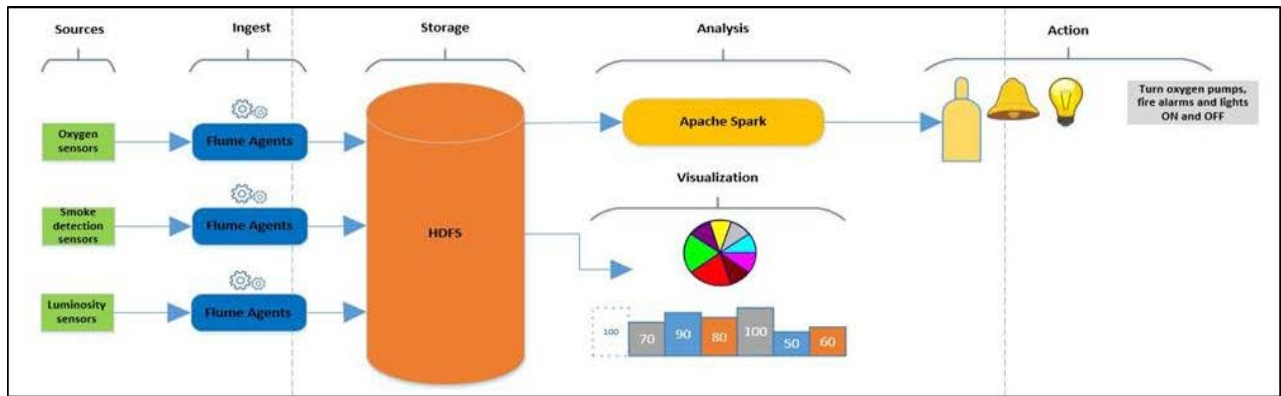 Sources
Ingest
Storage
Analysis
Action
Oxygen
sensors
Flume Agents
Apache Spark
Turn oxygen pumps,
fire alarms and lights
ON and OFF
Visualization
Smoke
detection
sensors
Flume Agents
HDFS
Luminosity
sensors
Flume Agents
100
70
90
80
100
50
60